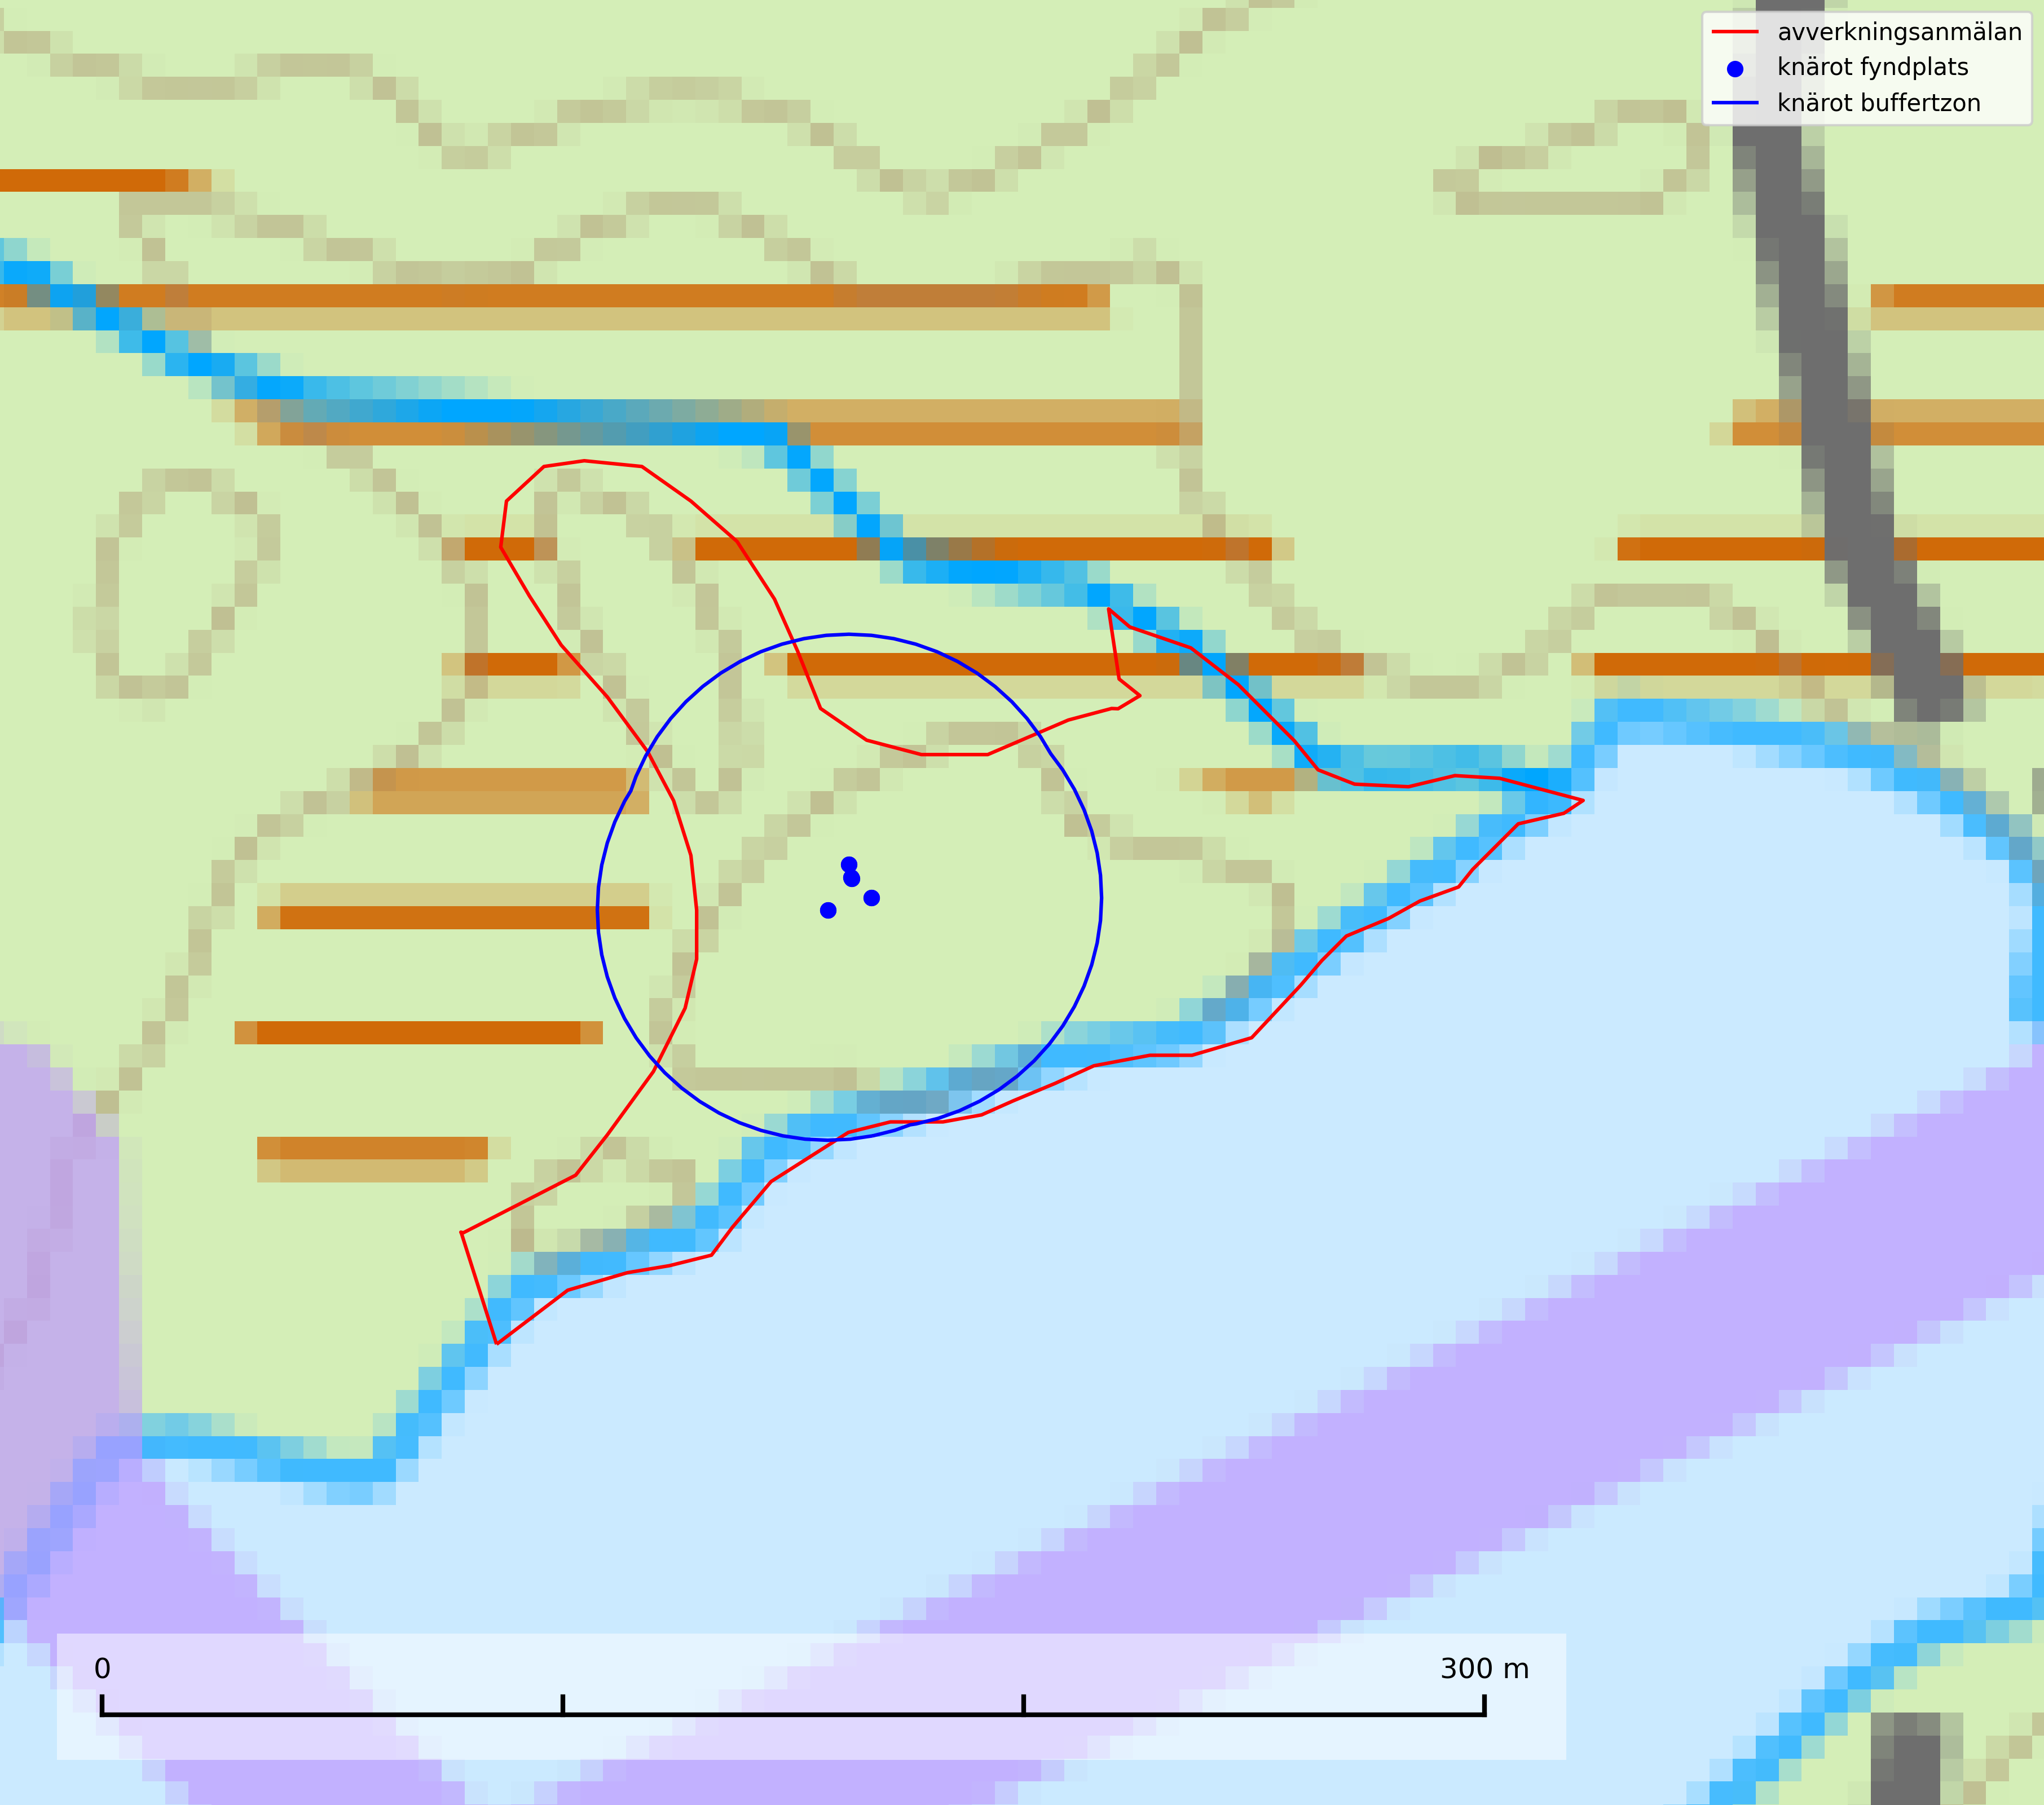 avverkningsanmälan
knärot fyndplats
knärot buffertzon
0 300 m